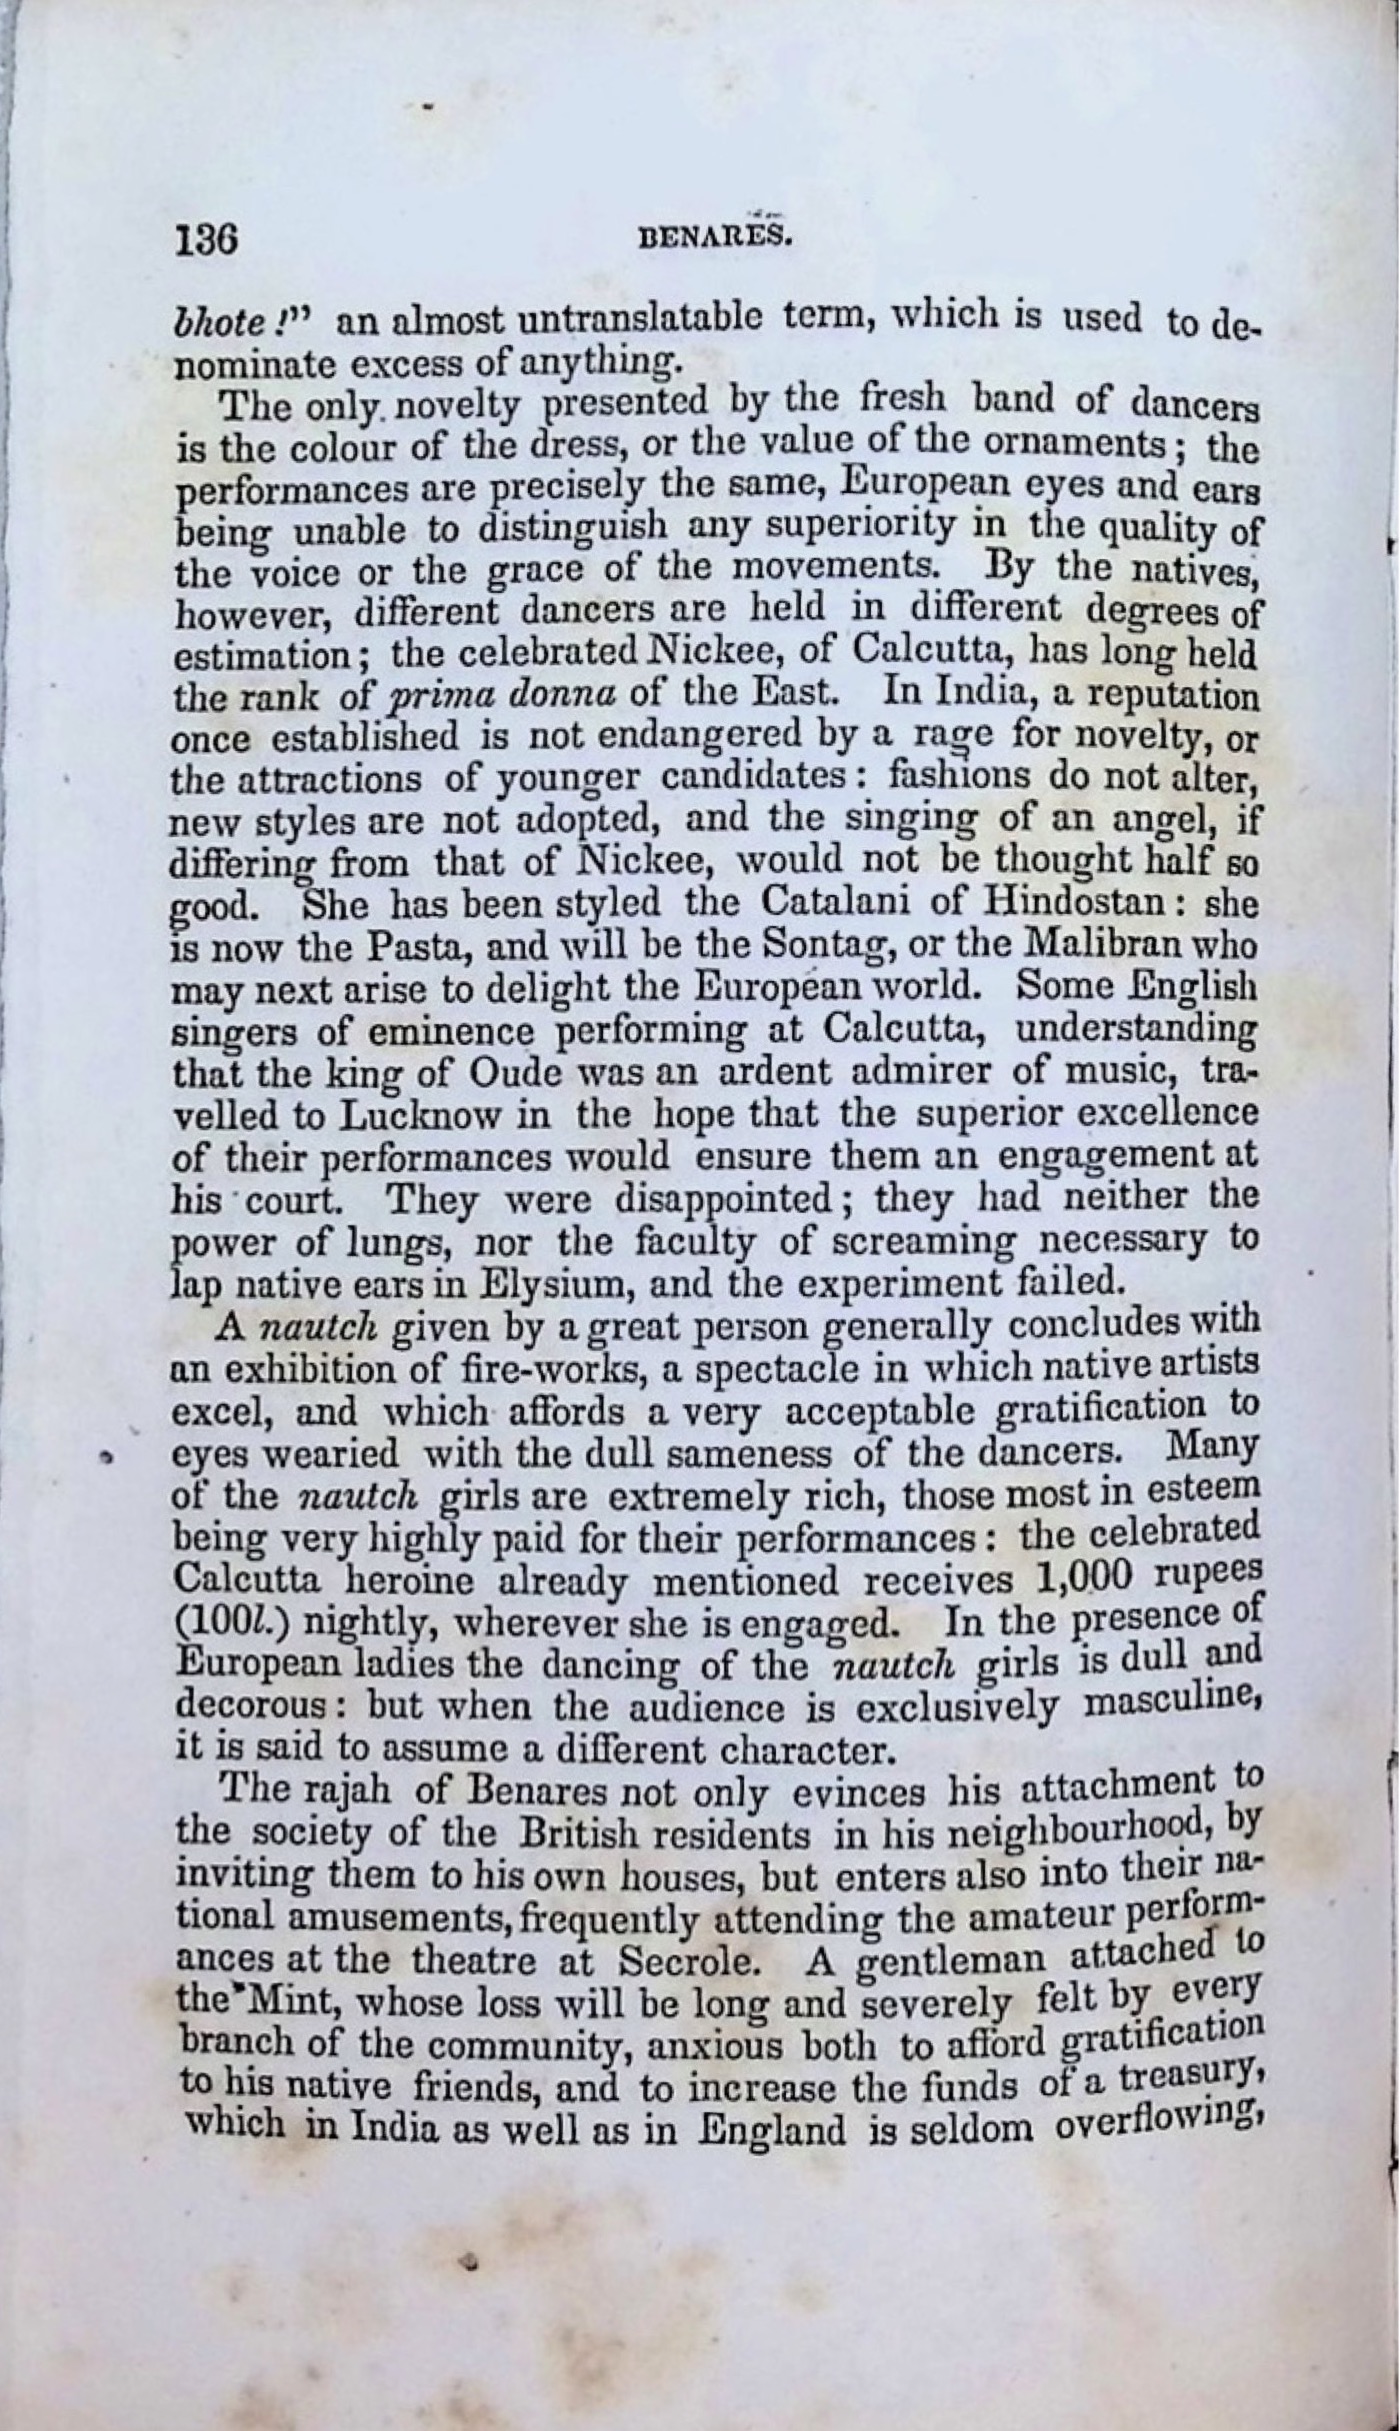 136 BENARES.
bhote!” an almost untranslatable term, which is used to de-
nominate excess of anything.
The only novelty presented by the fresh band of dancers
is the colour of the dress, or the value of the ornaments; the
performances are precisely the same, European eyes and ears
being unable to distinguish any superiority in the quality of
the voice or the grace of the movements. By the natives,
however, different dancers are held in different degrees of
estimation; the celebrated Nickee, of Calcutta, has long held
the rank of prima donna of the East. In India, a reputation
once established is not endangered by a rage for novelty, or
the attractions of younger candidates: fashions do not alter,
new styles are not adopted, and the singing of an angel, if
differing from that of Nickee, would not be thought half so
good. She has been styled the Catalani of Hindostan: she
is now the Pasta, and will be the Sontag, or the Malibran who
may next arise to delight the European world. Some English
singers of eminence performing at Calcutta, understanding
that the king of Oude was an ardent admirer of music, tra-
velled to Lucknow in the hope that the superior excellence
of their performances would ensure them an engagement at
his court. They were disappointed; they had neither the
power of lungs, nor the faculty of screaming necessary to
lap native ears in Elysium, and the experiment failed.
A nautch given by a great person generally concludes with
an exhibition of fire-works, a spectacle in which native artists
excel, and which affords a very acceptable gratification to
eyes wearied with the dull sameness of the dancers. Many
of the nautch girls are extremely rich, those most in esteem
being very highly paid for their performances: the celebrated
Calcutta heroine already mentioned receives 1,000 rupees
(100l.) nightly, wherever she is engaged. In the presence of
European ladies the dancing of the nautch girls is dull and
decorous: but when the audience is exclusively masculine,
it is said to assume a different character.
The rajah of Benares not only evinces his attachment to
the society of the British residents in his neighbourhood, by
inviting them to his own houses, but enters also into their na-
tional amusements, frequently attending the amateur perform-
ances at the theatre at Secrole. A gentleman attached to
the Mint, whose loss will be long and severely felt by every
branch of the community, anxious both to afford gratification
to his native friends, and to increase the funds of a treasury,
which in India as well as in England is seldom overflowing,